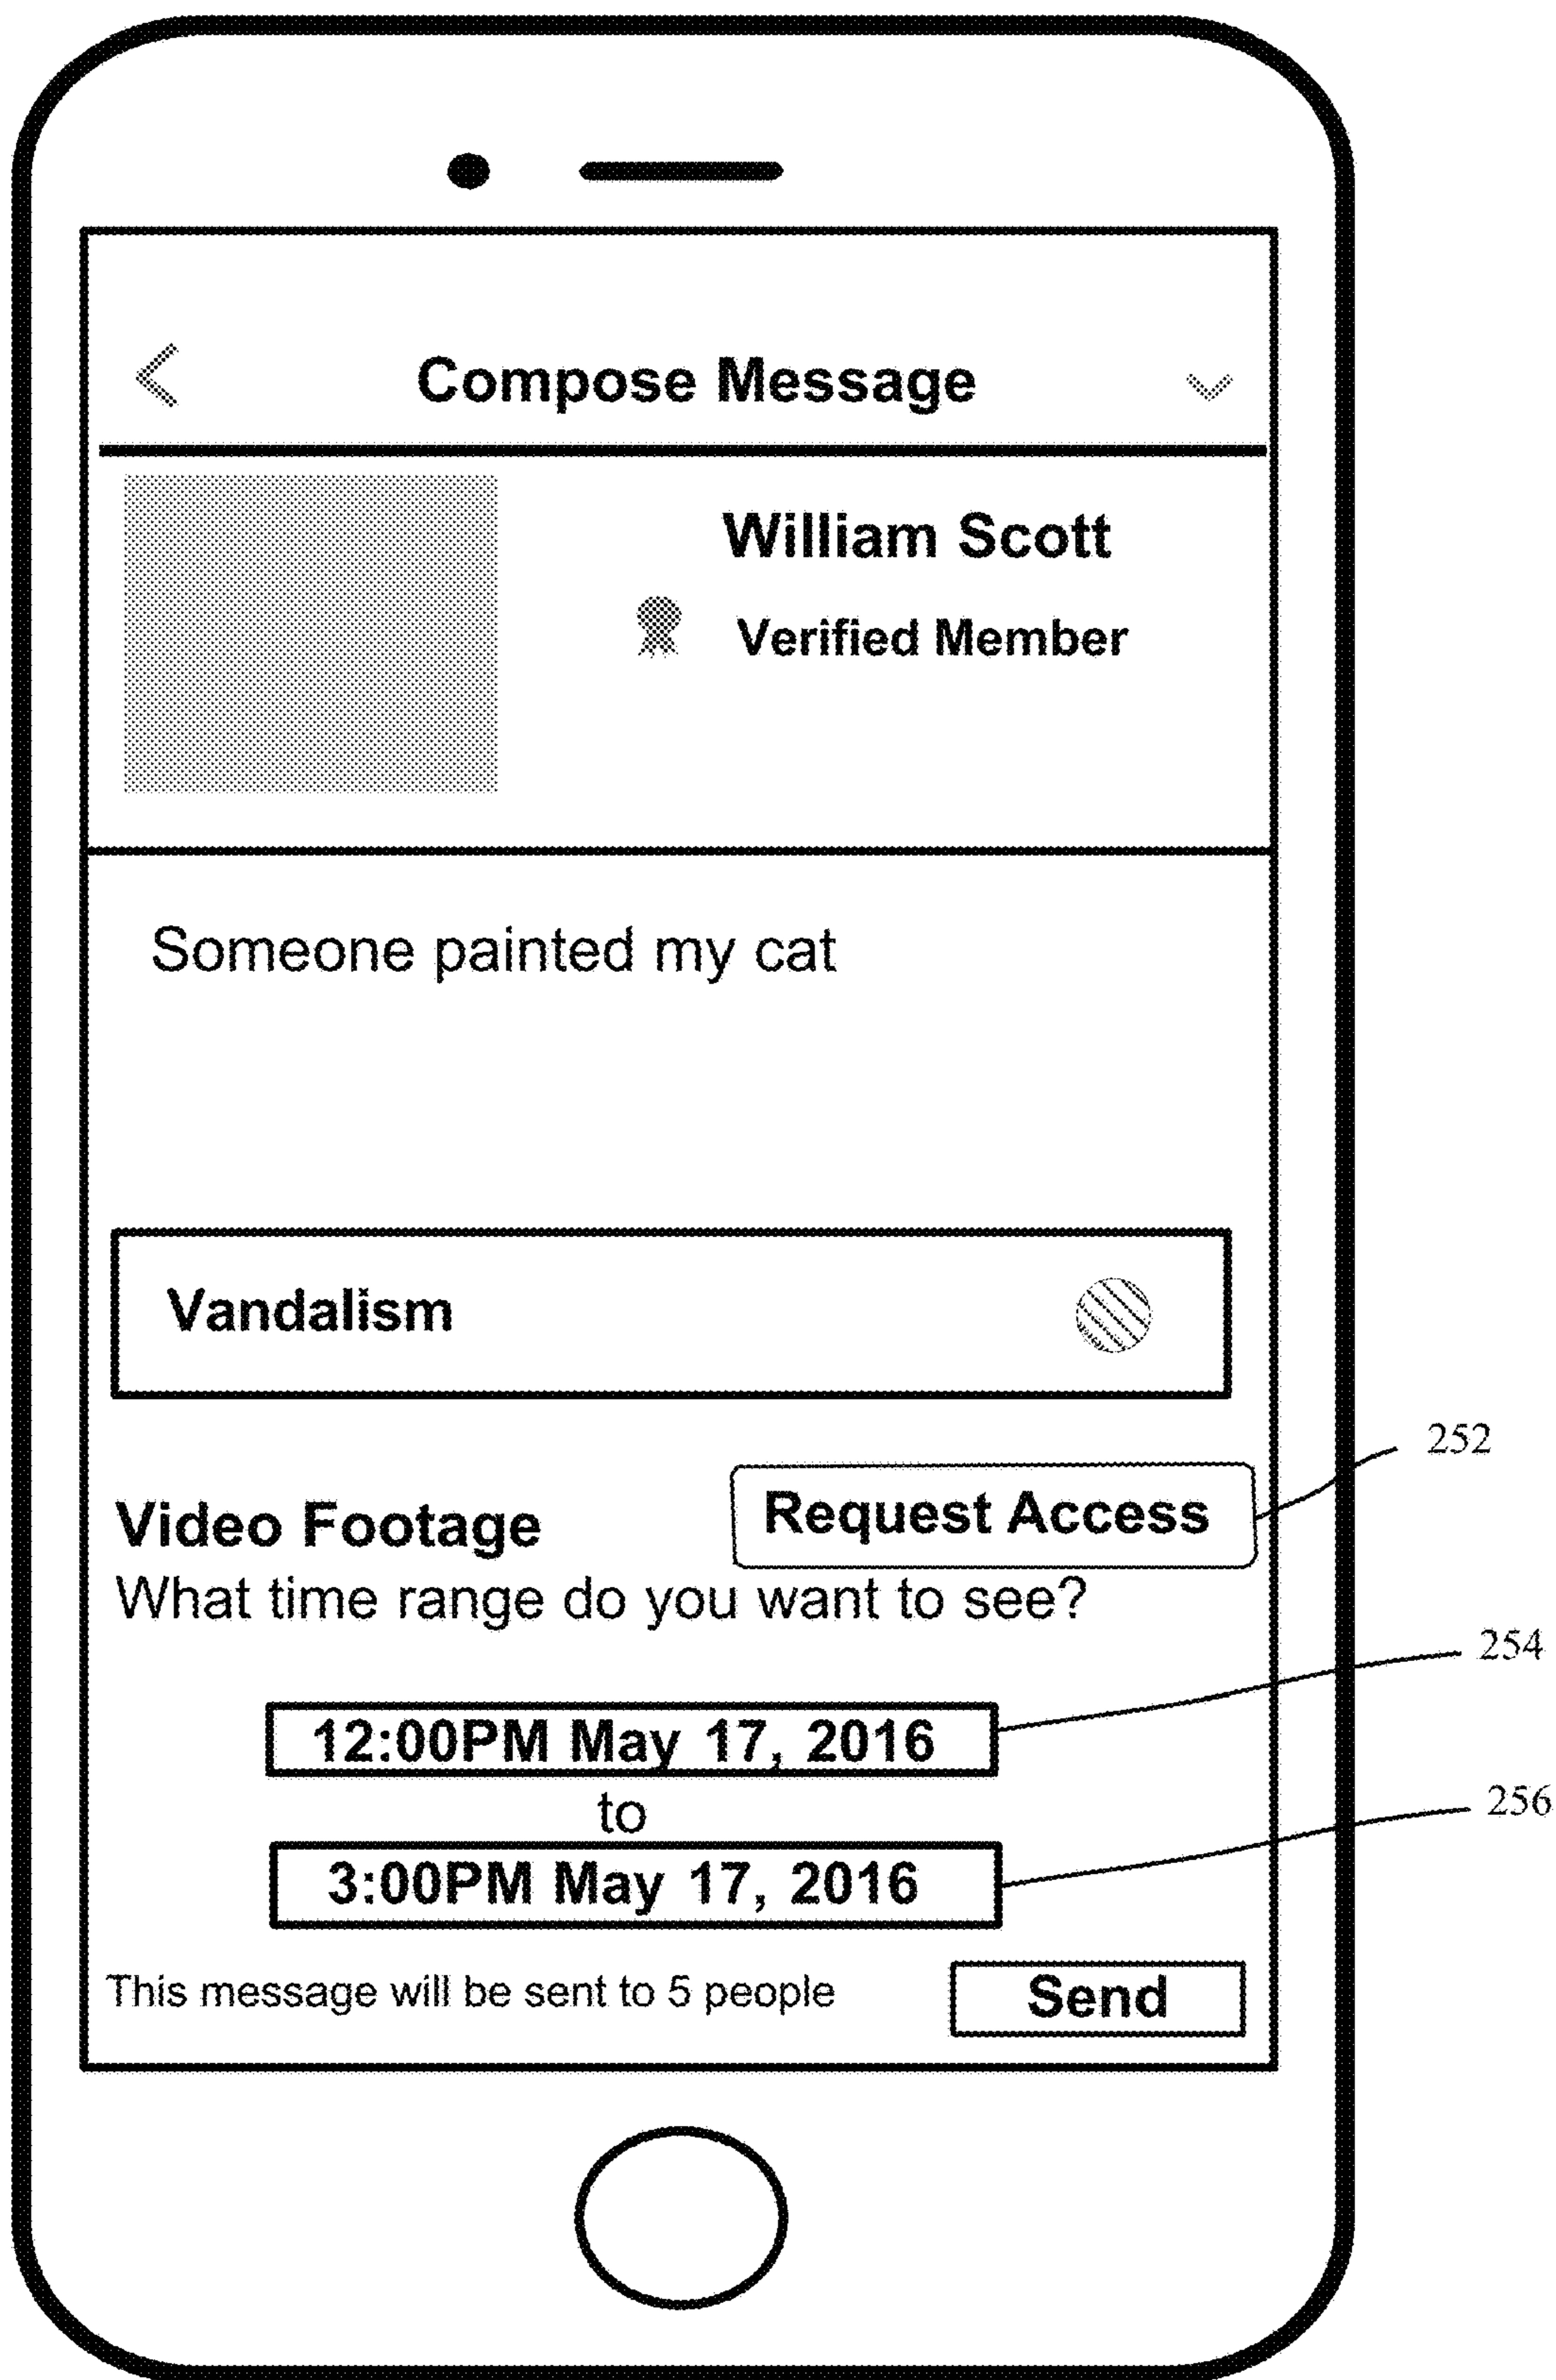 Compose Message
William Scott
Verified Member
Someone painted my cat
Vandalism
252
Request Access
Video Footage
What time range do you want to see?
254
12:00PM May 17, 2016
to
256
3:00PM May 17, 2016
This message will be sent to 5 people
Send